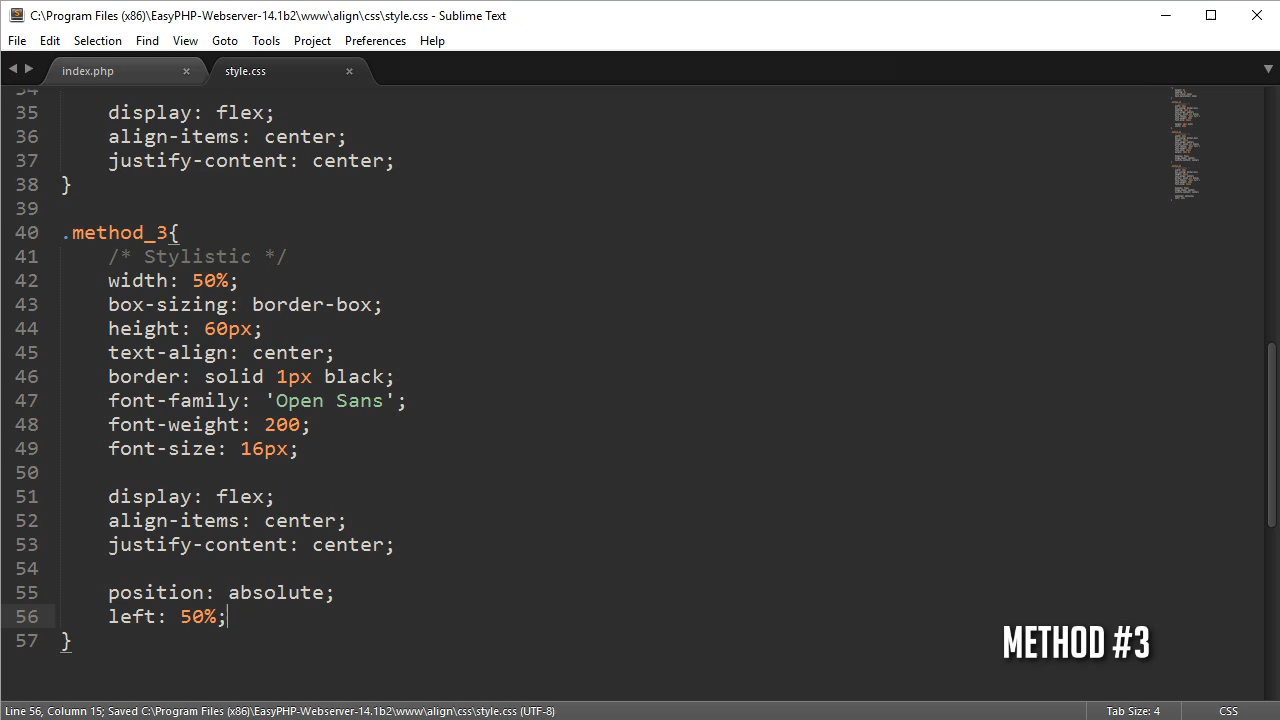 C:\Program Files (x86)\EasyPHP-Webserver-14.1b2\www\align\css\style.css - Sublime Text
File Edit Selection Find View Goto Tools Project Preferences Help
index.php × style.css ×
34
35 display: flex;
36 align-items: center;
37 justify-content: center;
38 }
39
40 .method_3{
41 /* Stylistic */
42 width: 50%;
43 box-sizing: border-box;
44 height: 60px;
45 text-align: center;
46 border: solid 1px black;
47 font-family: 'Open Sans';
48 font-weight: 200;
49 font-size: 16px;
50
51 display: flex;
52 align-items: center;
53 justify-content: center;
54
55 position: absolute;
56 left: 50%;
57 }
METHOD #3
Line 56, Column 15; Saved C:\Program Files (x86)\EasyPHP-Webserver-14.1b2\www\align\css\style.css (UTF-8) Tab Size: 4 CSS